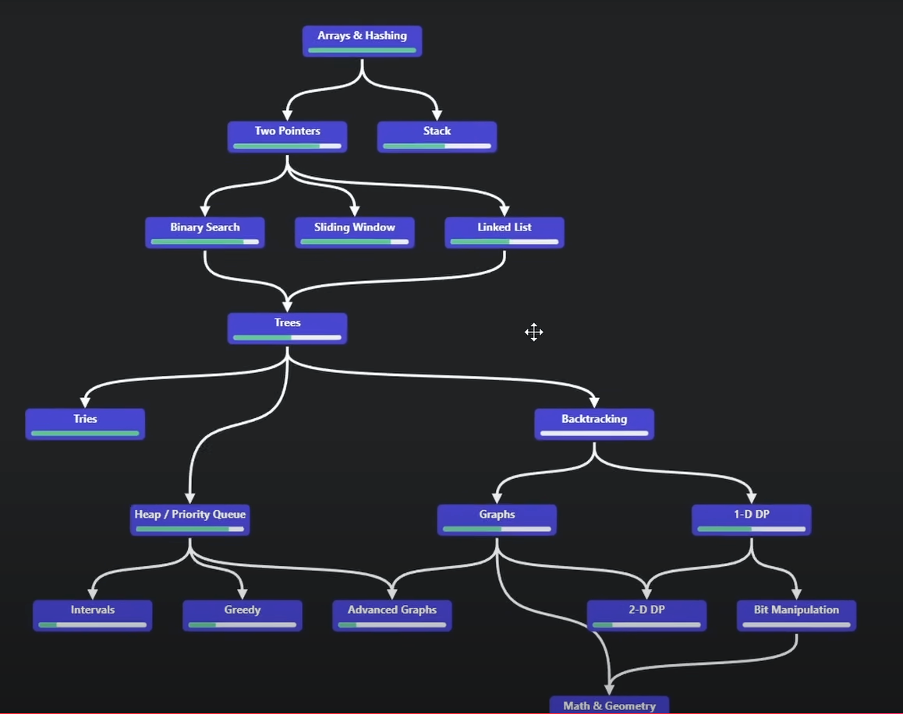 Arrays & Hashing
Two Pointers
Stack
Binary Search
Sliding Window
Linked List
Trees
Tries
Backtracking
Heap / Priority Queue
Graphs
1-D DP
Intervals
Greedy
Advanced Graphs
2-D DP
Bit Manipulation
Math & Geometry